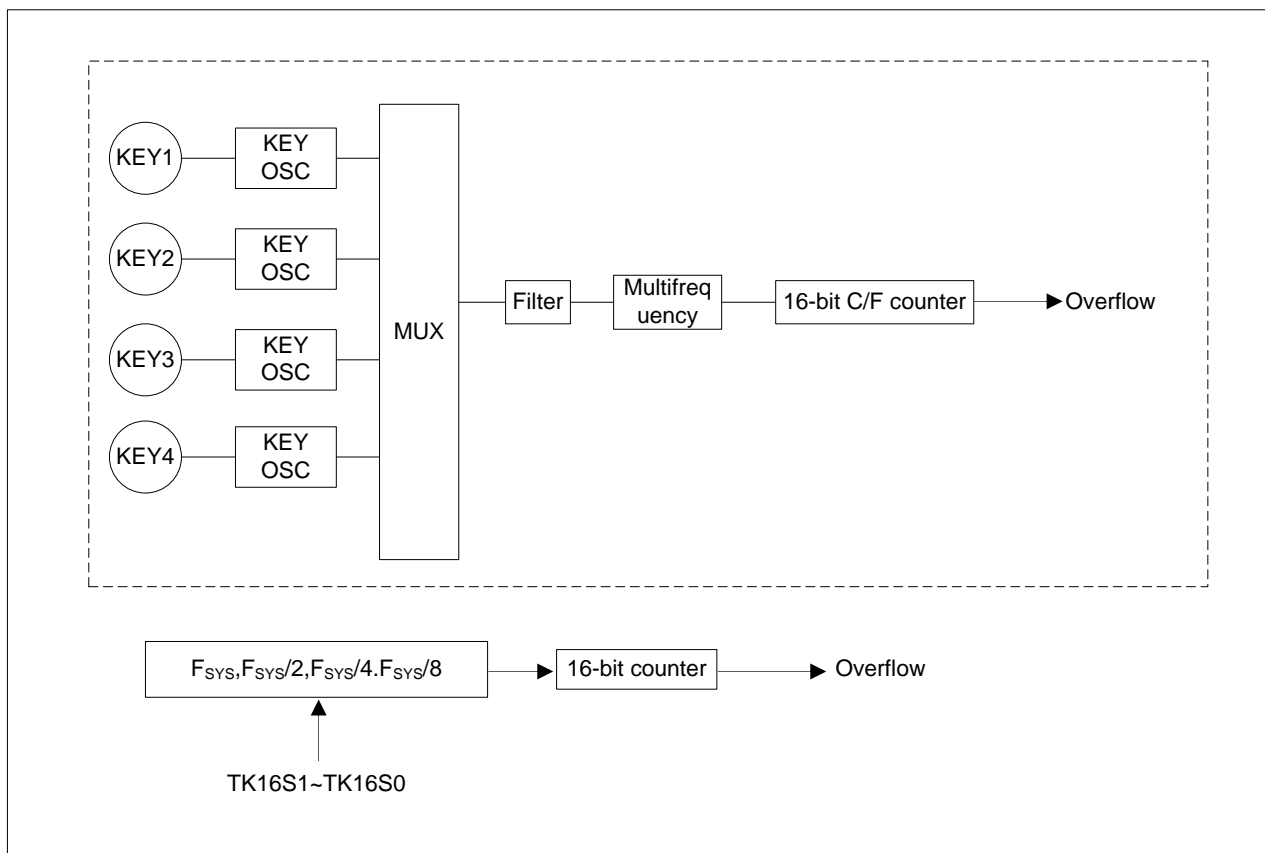 KEY1
KEY
OSC
KEY2
KEY
OSC
KEY3
KEY
OSC
KEY4
KEY
OSC
MUX
Filter
Multifreq
uency
16-bit C/F counter
Overflow
FSYS,FSYS/2,FSYS/4.FSYS/8
16-bit counter
Overflow
TK16S1~TK16S0